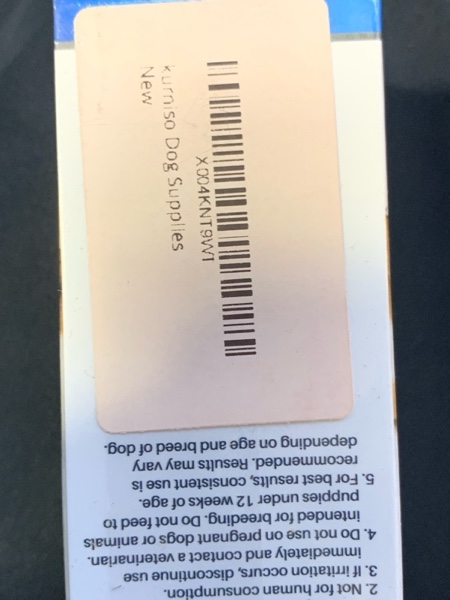 X004KNT9W1
kurniso Dog Supplies
New
2. Not for human consumption.
3. If irritation occurs, discontinue use
immediately and contact a veterinarian.
4. Do not use on pregnant dogs or animals
intended for breeding. Do not feed to
puppies under 12 weeks of age.
5. For best results, consistent use is
recommended. Results may vary
depending on age and breed of dog.